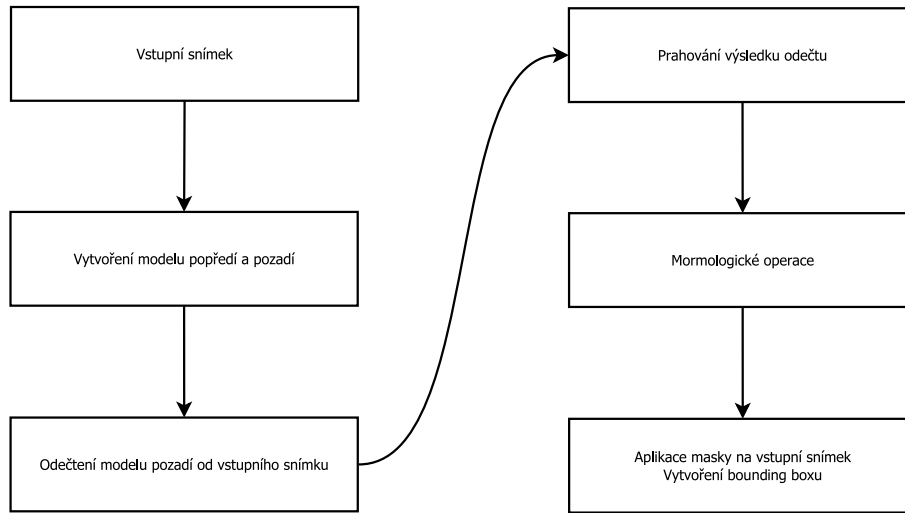 Vstupní snímek
Vytvoření modelu popředí a pozadí
Odečtení modelu pozadí od vstupního snímku
Prahování výsledku odečtu
Mormologické operace
Aplikace masky na vstupní snímek
Vytvoření bounding boxu